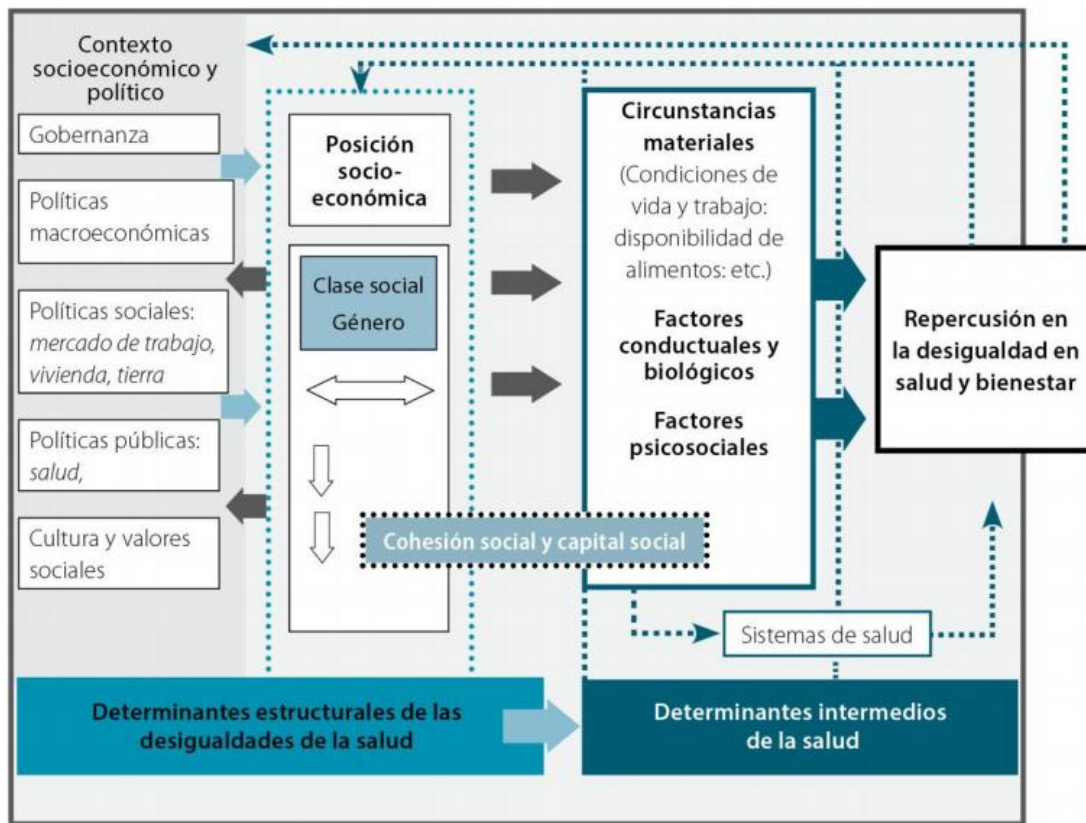 Contexto
socioeconómico y
político
Gobernanza
Políticas
macroeconómicas
Políticas sociales:
mercado de trabajo,
vivienda, tierra
Políticas públicas:
salud,
Cultura y valores
sociales
Posición
socio-
económica
Clase social
Género
Cohesión social y capital social
Circunstancias
materiales
(Condiciones de
vida y trabajo:
disponibilidad de
alimentos: etc.)
Factores
conductuales y
biológicos
Factores
psicosociales
Repercusión en
la desigualdad en
salud y bienestar
Sistemas de salud
Determinantes estructurales de las
desigualdades de la salud
Determinantes intermedios
de la salud